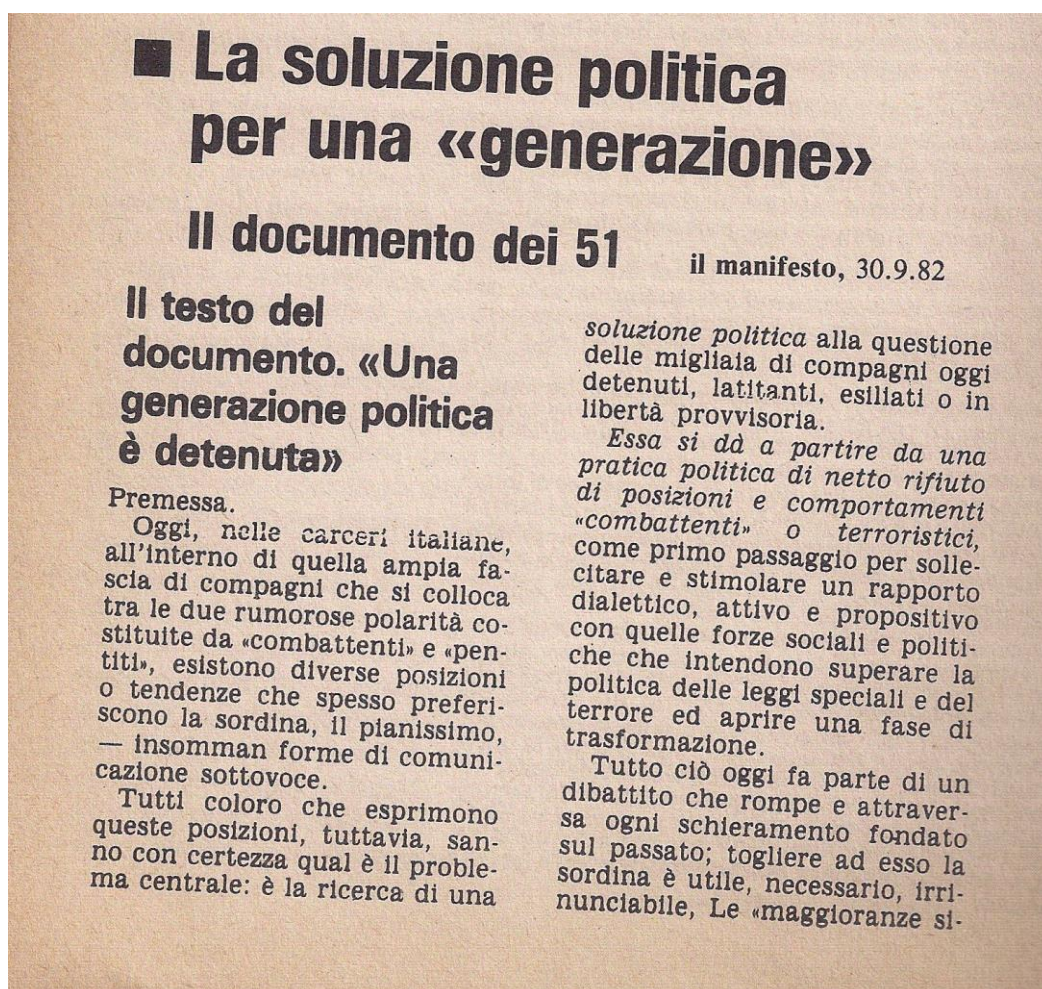 ■ La soluzione politica
per una «generazione»
Il documento dei 51
il manifesto, 30.9.82
Il testo del
documento. «Una
generazione politica
è detenuta»
Premessa.
Oggi, nelle carceri italiane,
all'interno di quella ampia fa-
scia di compagni che si colloca
tra le due rumorose polarità co-
stituite da «combattenti» e «pen-
titi», esistono diverse posizioni
o tendenze che spesso preferi-
scono la sordina, il pianissimo,
— insomman forme di comuni-
cazione sottovoce.
Tutti coloro che esprimono
queste posizioni, tuttavia, san-
no con certezza qual è il proble-
ma centrale: è la ricerca di una
soluzione politica alla questione
delle migliaia di compagni oggi
detenuti, latitanti, esiliati o in
libertà provvisoria.
Essa si dà a partire da una
pratica politica di netto rifiuto
di posizioni e comportamenti
«combattenti» o terroristici,
come primo passaggio per solle-
citare e stimolare un rapporto
dialettico, attivo e propositivo
con quelle forze sociali e politi-
che che intendono superare la
politica delle leggi speciali e del
terrore ed aprire una fase di
trasformazione.
Tutto ciò oggi fa parte di un
dibattito che rompe e attraver-
sa ogni schieramento fondato
sul passato; togliere ad esso la
sordina è utile, necessario, irri-
nunciabile, Le «maggioranze si-